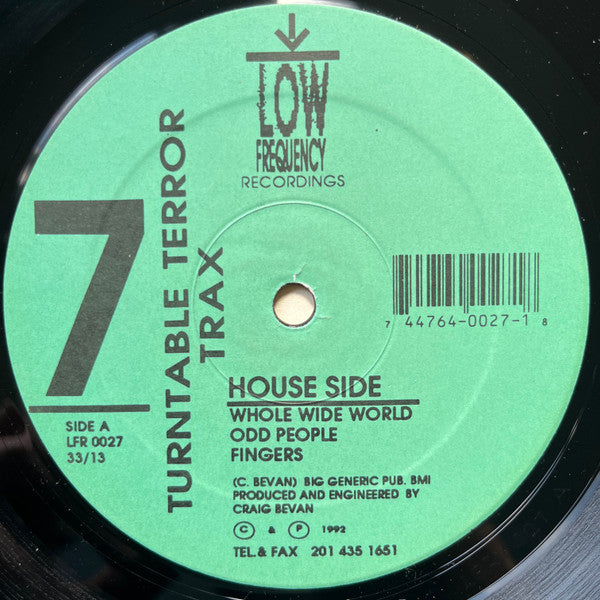 LOW
FREQUENCY
RECORDINGS
7
TURNTABLE TERROR
TRAX
SIDE A
LFR 0027
33/13
7 44764-0027-1 8
HOUSE SIDE
WHOLE WIDE WORLD
ODD PEOPLE
FINGERS
(C. BEVAN) BIG GENERIC PUB. BMI
PRODUCED AND ENGINEERED BY
CRAIG BEVAN
© & ℗ 1992
TEL.& FAX 201 435 1651